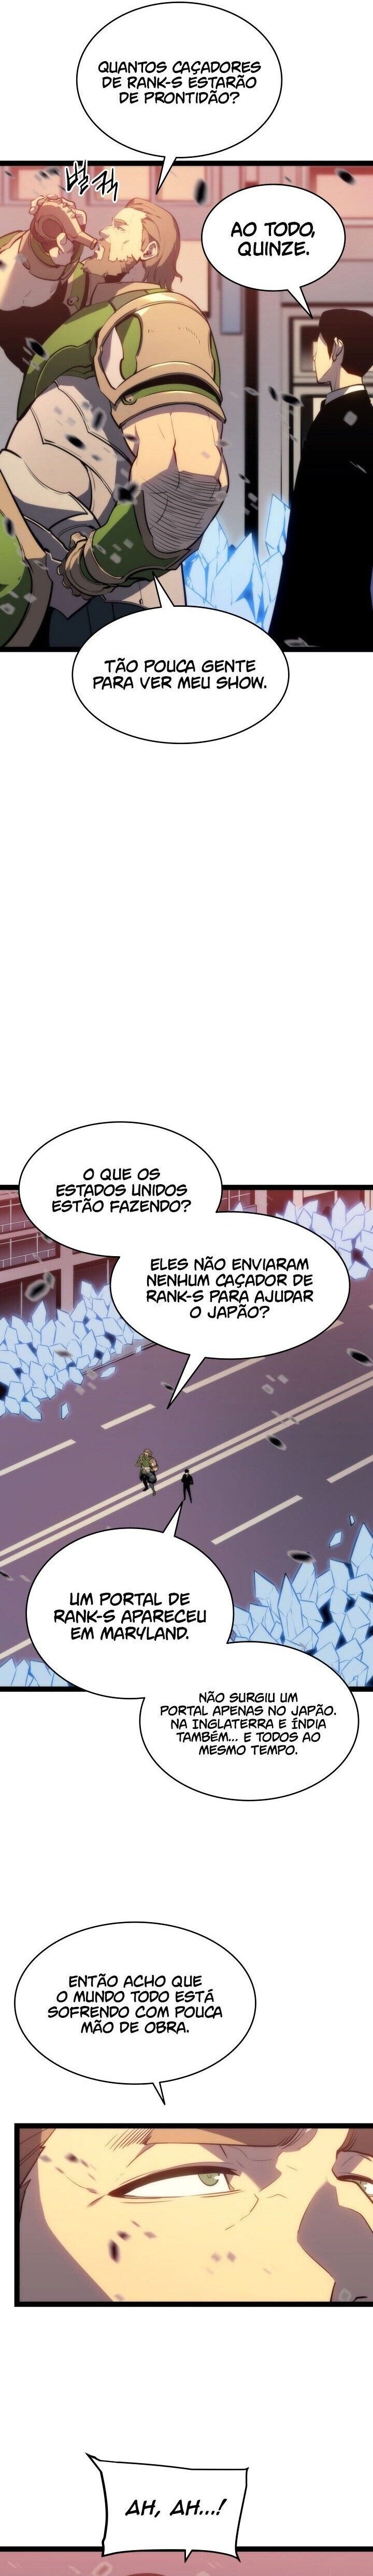 QUANTOS CAÇADORES
DE RANK-S ESTARÃO
DE PRONTIDÃO?
AO TODO,
QUINZE.
TÃO POUCA GENTE
PARA VER MEU SHOW.
O QUE OS
ESTADOS UNIDOS
ESTÃO FAZENDO?
ELES NÃO ENVIARAM
NENHUM CAÇADOR DE
RANK-S PARA AJUDAR
O JAPÃO?
UM PORTAL DE
RANK-S APARECEU
EM MARYLAND.
NÃO SURGIU UM
PORTAL APENAS NO JAPÃO.
NA INGLATERRA E ÍNDIA
TAMBÉM... E TODOS AO
MESMO TEMPO.
ENTÃO ACHO QUE
O MUNDO TODO ESTÁ
SOFRENDO COM POUCA
MÃO DE OBRA.
AH, AH...!